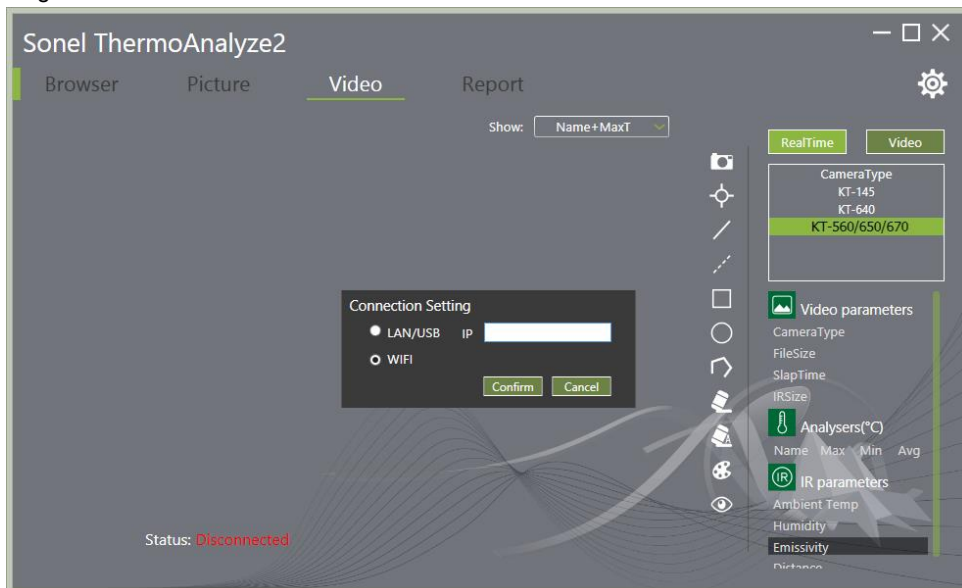 Sonel ThermoAnalyze2
Browser Picture Video Report
Show: Name+MaxT
RealTime Video
CameraType
KT-145
KT-640
KT-560/650/670
Connection Setting
LAN/USB IP
WIFI
Confirm Cancel
Video parameters
CameraType
FileSize
SlapTime
IRSize
Analysers(°C)
Name Max Min Avg
IR IR parameters
Ambient Temp
Humidity
Emissivity
Distance
Status: Disconnected